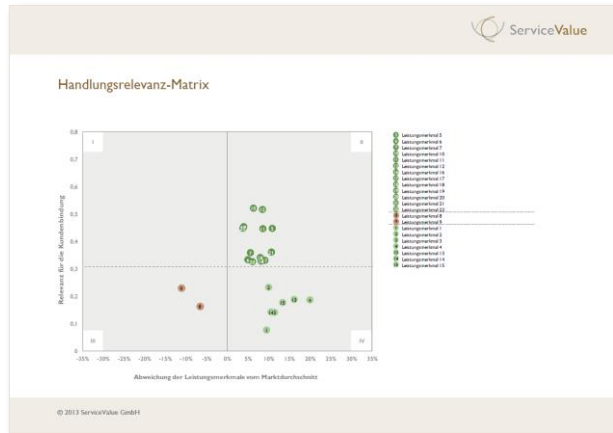 ServiceValue
Handlungsrelevanz-Matrix
Relevanz für die Kundenbindung
0,8
0,7
0,6
0,5
0,4
0,3
0,2
0,1
0
I
II
III
IV
-35% -30% -25% -20% -15% -10% -5% 0% 5% 10% 15% 20% 25% 30% 35%
Abweichung der Leistungsmerkmale vom Marktdurchschnitt
Leistungsmerkmal 5
Leistungsmerkmal 6
Leistungsmerkmal 7
Leistungsmerkmal 10
Leistungsmerkmal 11
Leistungsmerkmal 12
Leistungsmerkmal 16
Leistungsmerkmal 17
Leistungsmerkmal 18
Leistungsmerkmal 19
Leistungsmerkmal 20
Leistungsmerkmal 21
Leistungsmerkmal 22
Leistungsmerkmal 8
Leistungsmerkmal 9
Leistungsmerkmal 1
Leistungsmerkmal 2
Leistungsmerkmal 3
Leistungsmerkmal 4
Leistungsmerkmal 13
Leistungsmerkmal 14
Leistungsmerkmal 15
© 2013 ServiceValue GmbH